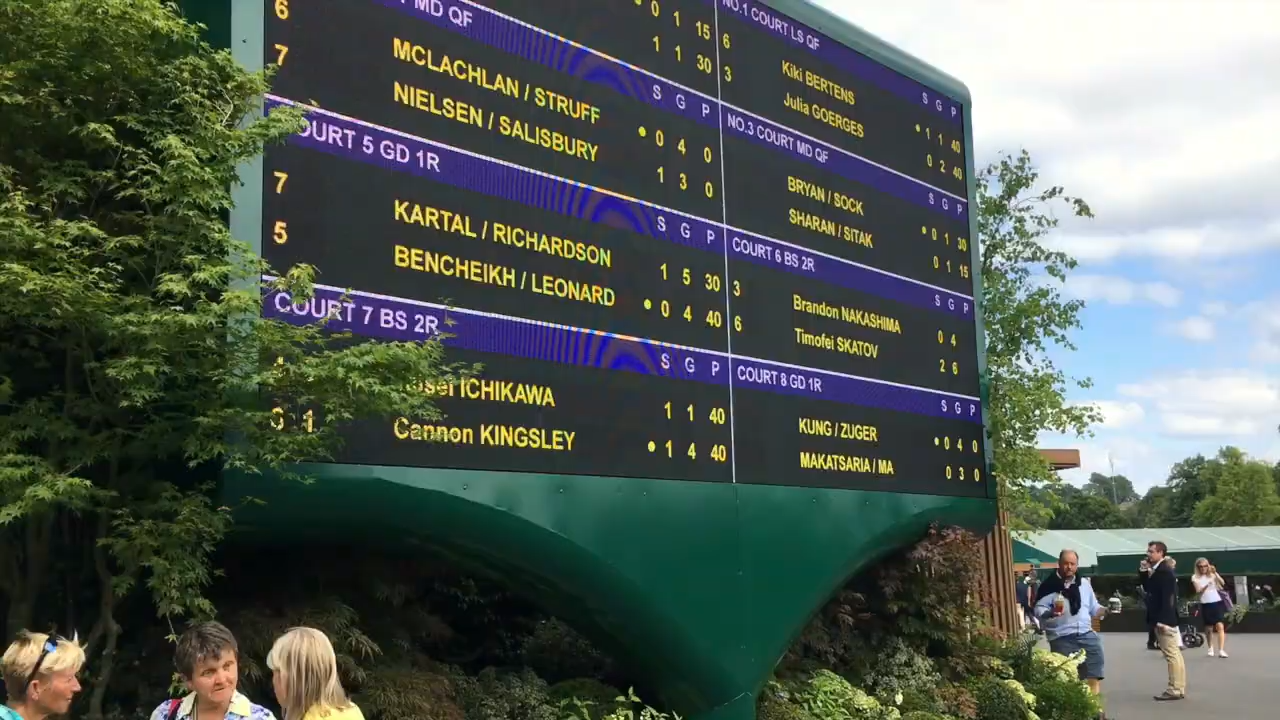 6
MD QF
0 1 15
1 1 30
7
MCLACHLAN / STRUFF
NIELSEN / SALISBURY
S G P
• 0 4 0
1 3 0
COURT 5 GD 1R
7
5
KARTAL / RICHARDSON
BENCHEIKH / LEONARD
S G P
1 5 30
• 0 4 40
COURT 7 BS 2R
6 1
ICHIKAWA
Cannon KINGSLEY
S G P
1 1 40
• 1 4 40
NO.1 COURT LS QF
6
3
Kiki BERTENS
Julia GOERGES
S G P
• 1 1 40
0 2 40
NO.3 COURT MD QF
BRYAN / SOCK
SHARAN / SITAK
S G P
• 0 1 30
0 1 15
COURT 6 BS 2R
3
6
Brandon NAKASHIMA
Timofei SKATOV
S G P
0 4
2 6
COURT 8 GD 1R
KUNG / ZUGER
MAKATSARIA / MA
S G P
• 0 4 0
0 3 0